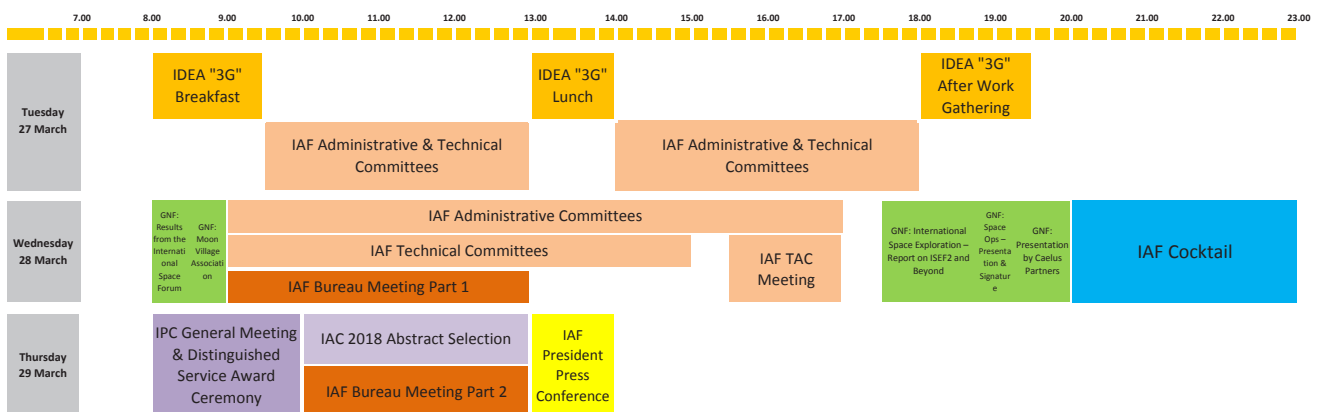 7.00 8.00 9.00 10.00 11.00 12.00 13.00 14.00 15.00 16.00 17.00 18.00 19.00 20.00 21.00 22.00 23.00
Tuesday
27 March
IDEA "3G"
Breakfast
IAF Administrative & Technical
Committees
IDEA "3G"
Lunch
IAF Administrative & Technical
Committees
IDEA "3G"
After Work
Gathering
Wednesday
28 March
GNF:
Results
from the
Internati
onal
Space
Forum
GNF:
Moon
Village
Associati
on
IAF Administrative Committees
IAF Technical Committees
IAF Bureau Meeting Part 1
IAF TAC
Meeting
GNF: International
Space Exploration –
Report on ISEF2 and
Beyond
GNF:
Space
Ops –
Presenta
tion &
Signatur
e
GNF:
Presentation
by Caelus
Partners
IAF Cocktail
Thursday
29 March
IPC General Meeting
& Distinguished
Service Award
Ceremony
IAC 2018 Abstract Selection
IAF Bureau Meeting Part 2
IAF
President
Press
Conference